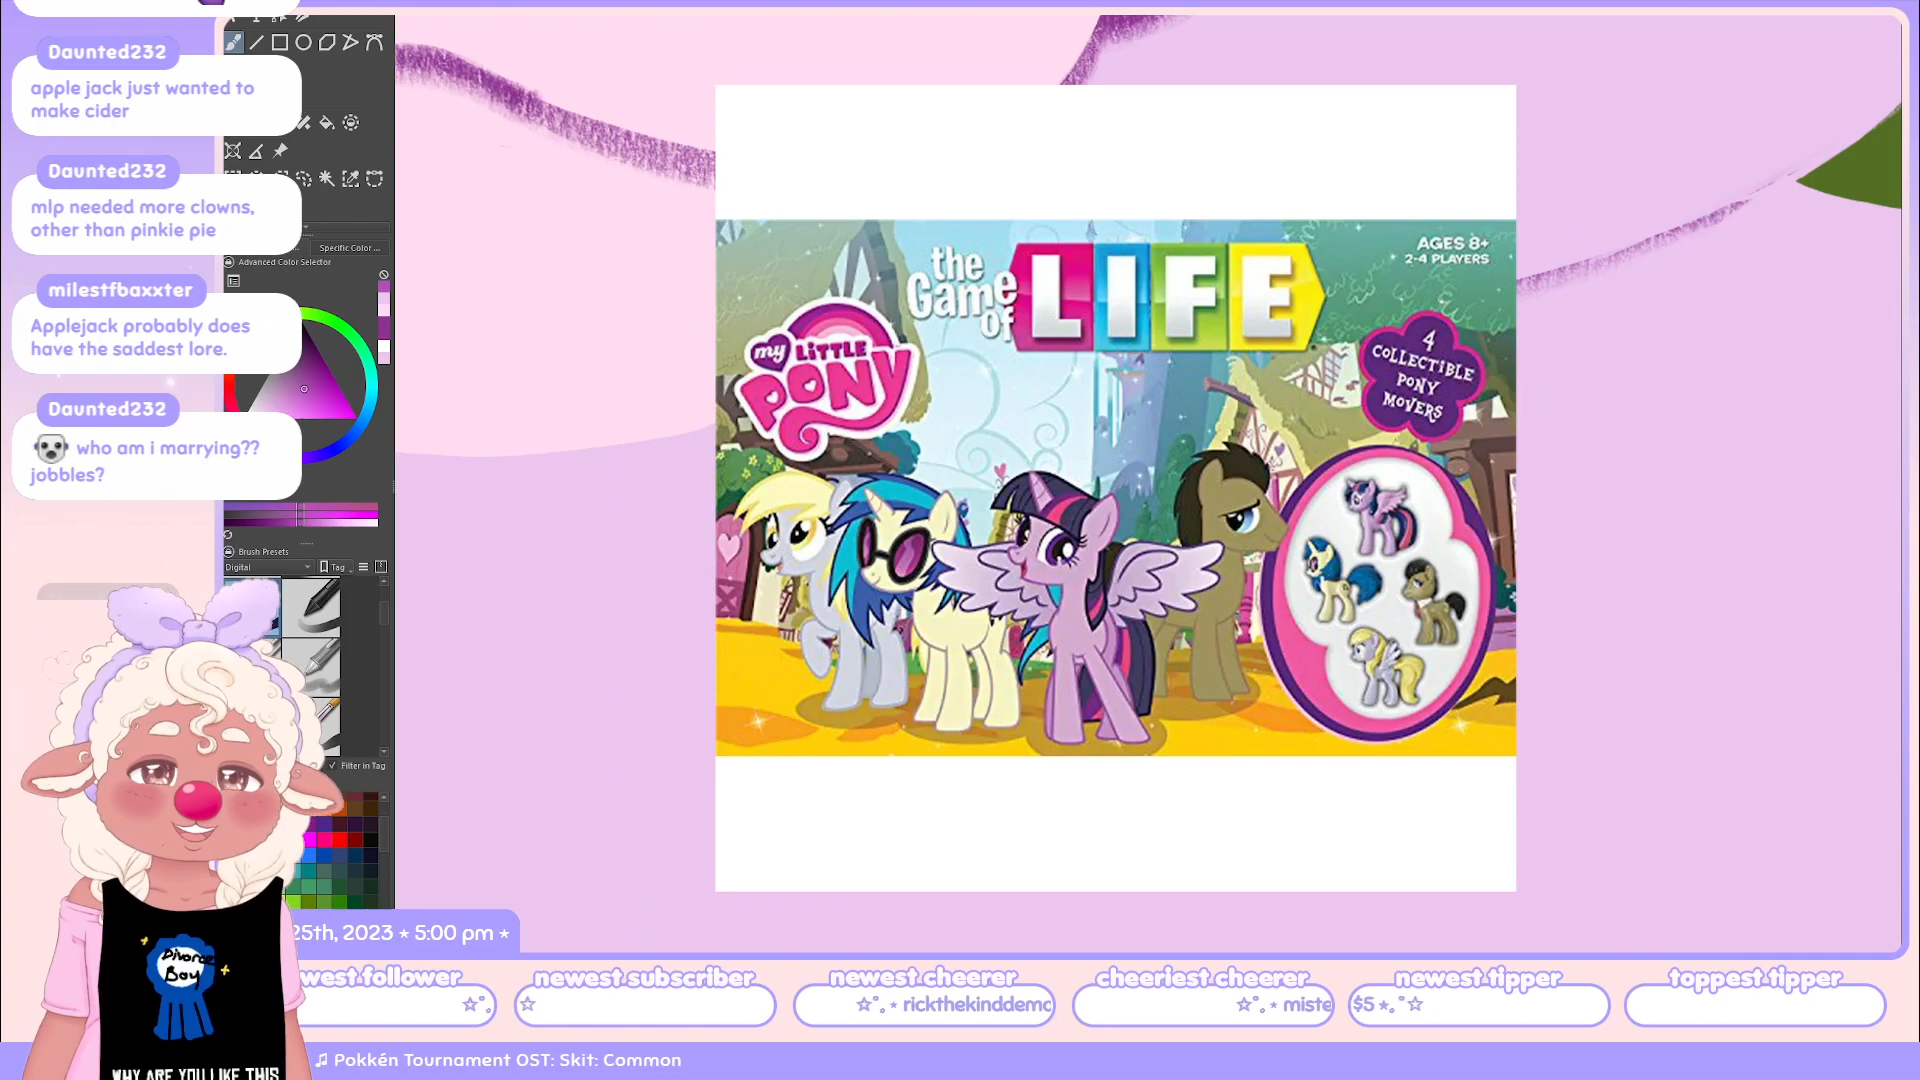 Daunted232
apple jack just wanted to
make cider
Daunted232
mlp needed more clowns,
other than pinkie pie
milestfbaxxter
Applejack probably does
have the saddest lore.
Daunted232
who am i marrying??
jobbles?
Specific Color ...
Advanced Color Selector
Brush Presets
Digital
Tag
Filter in Tag
the
Game
of
LIFE
AGES 8+
2-4 PLAYERS
my LITTLE
PONY
4
COLLECTIBLE
PONY
MOVERS
Divorce
Boy
WHY ARE YOU LIKE THIS
25th, 2023 ⋆ 5:00 pm ⋆
west follower
newest subscriber
newest cheerer
cheeriest cheerer
newest tipper
toppest tipper
☆°。
☆
☆°。⋆ rickthekinddemo
☆°。⋆ miste
$5 ⋆。°☆
♫ Pokkén Tournament OST: Skit: Common